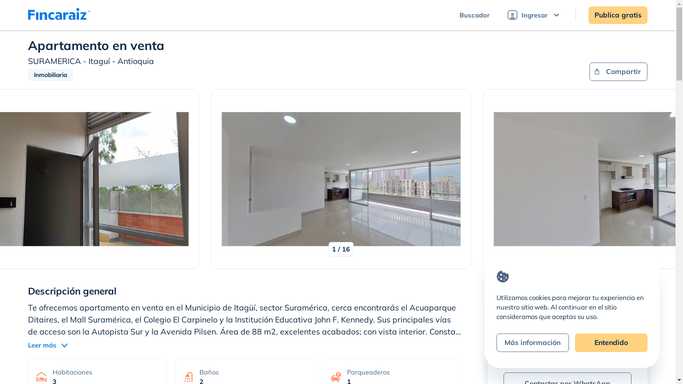 Fincaraiz
Buscador
Ingresar
Publica gratis
Apartamento en venta
SURAMERICA - Itaguí - Antioquia
Inmobiliaria
Compartir
1 / 16
Descripción general
Te ofrecemos apartamento en venta en el Municipio de Itagüí, sector Suramérica, cerca encontrarás el Acuaparque
Ditaires, el Mall Suramérica, el Colegio El Carpinelo y la Institución Educativa John F. Kennedy. Sus principales vías
de acceso son la Autopista Sur y la Avenida Pilsen. Área de 88 m2, excelentes acabados; con vista interior. Consta...
Leer más
Habitaciones
3
Baños
2
Parqueaderos
1
Utilizamos cookies para mejorar tu experiencia en
nuestro sitio web. Al continuar en el sitio
consideramos que aceptas su uso.
Más información
Entendido
Contactar por WhatsApp